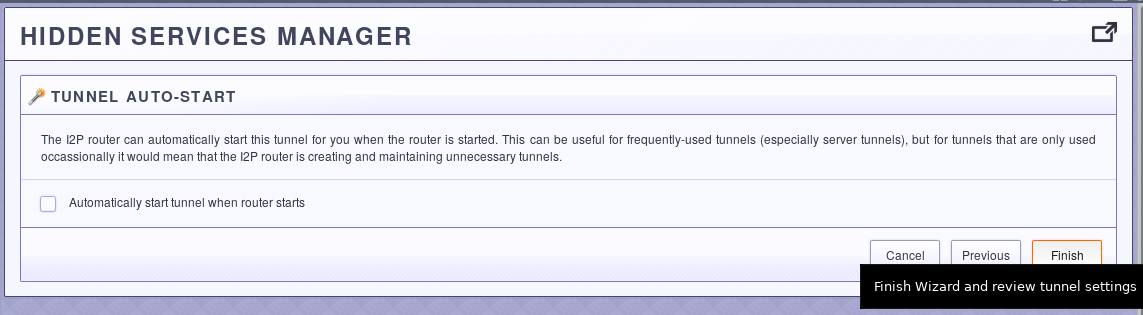 HIDDEN SERVICES MANAGER
TUNNEL AUTO-START
The I2P router can automatically start this tunnel for you when the router is started. This can be useful for frequently-used tunnels (especially server tunnels), but for tunnels that are only used
occassionally it would mean that the I2P router is creating and maintaining unnecessary tunnels.
Automatically start tunnel when router starts
Cancel Previous Finish
Finish Wizard and review tunnel settings